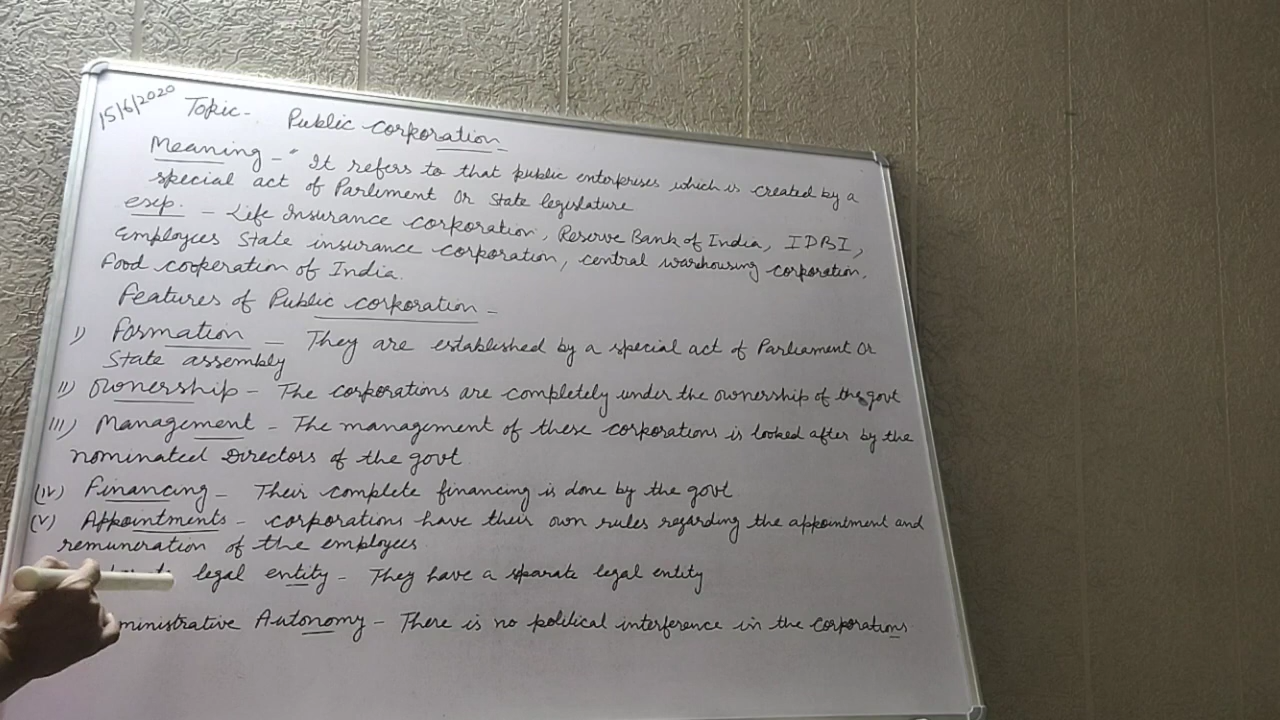 15/6/2020 Topic- Public corporation -
Meaning - "It refers to that public enterprises which is created by a
special act of Parliment Or State legislature
esep. - Life Insurance corporation, Reserve Bank of India, IDBI,
Employees State insurance corporation, central warehousing corporation,
Food cooperation of India.
Features of Public corporation -
I) Formation - They are established by a special act of Parliament Or
State assembly
II) Ownership - The corporations are completely under the ownership of the govt
III) Management - The management of these corporations is looked after by the
nominated Directors of the govt
(IV) Financing - Their complete financing is done by the govt.
(V) Appointments - corporations have their own rules regarding the appointment and
remuneration of the employees
legal entity - They have a separate legal entity
ministrative Autonomy - There is no political interference in the corporations